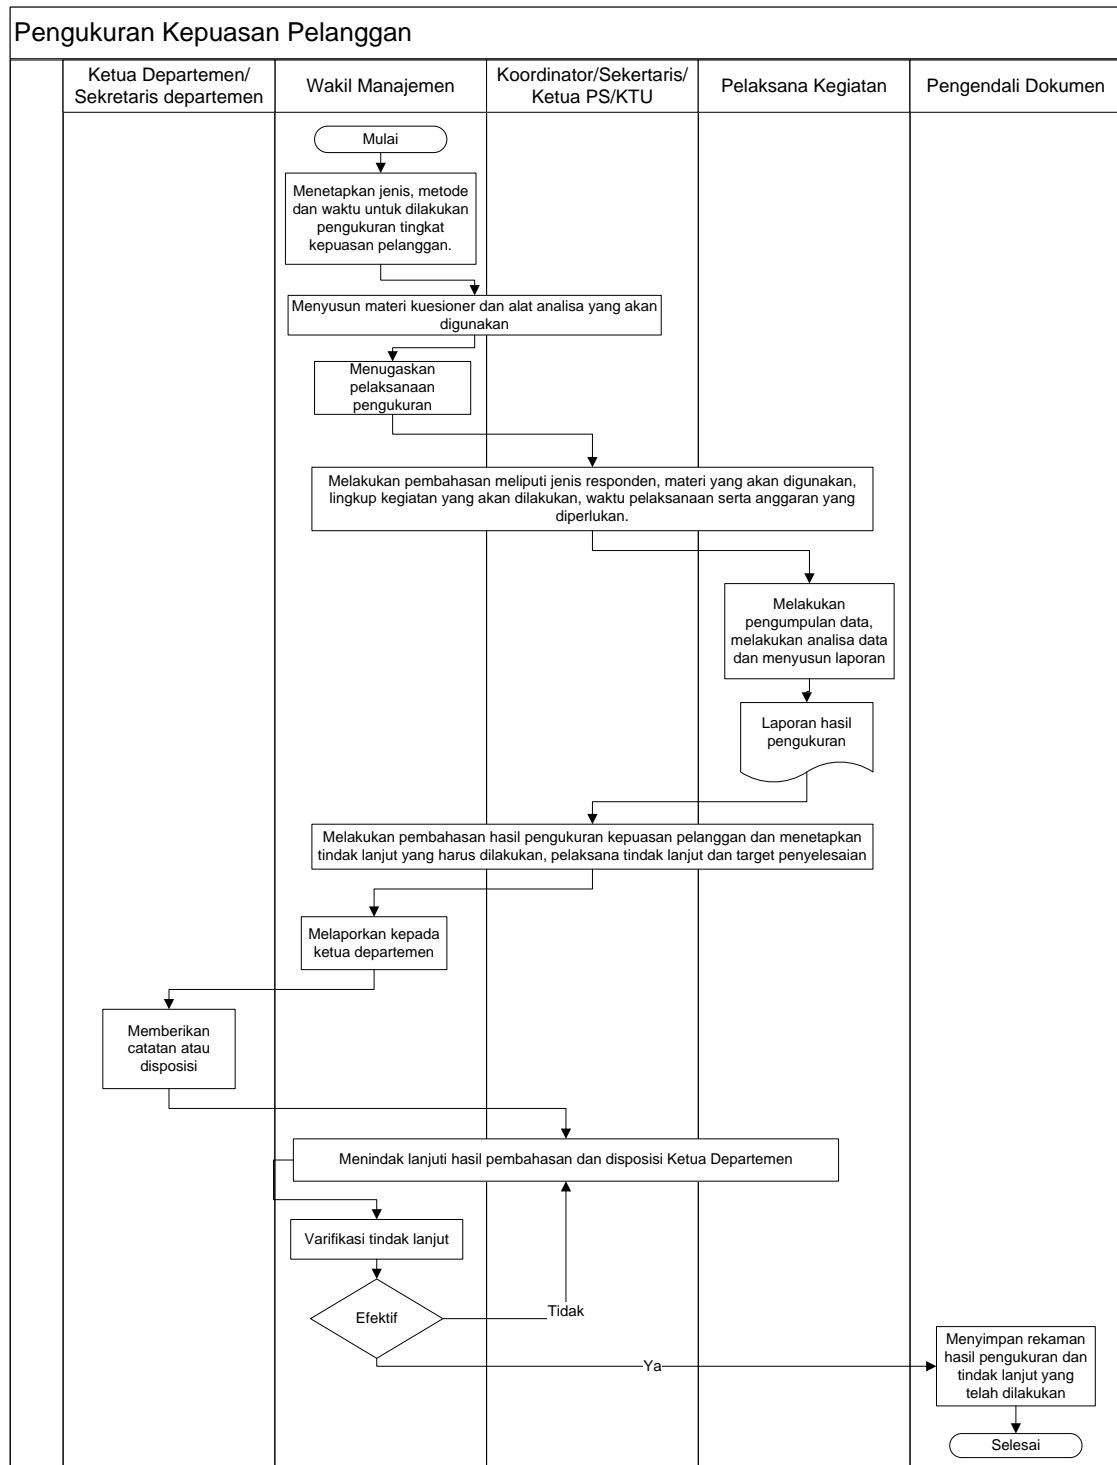 Pengukuran Kepuasan Pelanggan
Ketua Departemen/
Sekretaris departemen
Wakil Manajemen
Koordinator/Sekertaris/
Ketua PS/KTU
Pelaksana Kegiatan
Pengendali Dokumen
Mulai
Menetapkan jenis, metode
dan waktu untuk dilakukan
pengukuran tingkat
kepuasan pelanggan.
Menyusun materi kuesioner dan alat analisa yang akan
digunakan
Menugaskan
pelaksanaan
pengukuran
Melakukan pembahasan meliputi jenis responden, materi yang akan digunakan,
lingkup kegiatan yang akan dilakukan, waktu pelaksanaan serta anggaran yang
diperlukan.
Melakukan
pengumpulan data,
melakukan analisa data
dan menyusun laporan
Laporan hasil
pengukuran
Melakukan pembahasan hasil pengukuran kepuasan pelanggan dan menetapkan
tindak lanjut yang harus dilakukan, pelaksana tindak lanjut dan target penyelesaian
Melaporkan kepada
ketua departemen
Memberikan
catatan atau
disposisi
Menindak lanjuti hasil pembahasan dan disposisi Ketua Departemen
Varifikasi tindak lanjut
Efektif
Tidak
Ya
Menyimpan rekaman
hasil pengukuran dan
tindak lanjut yang
telah dilakukan
Selesai